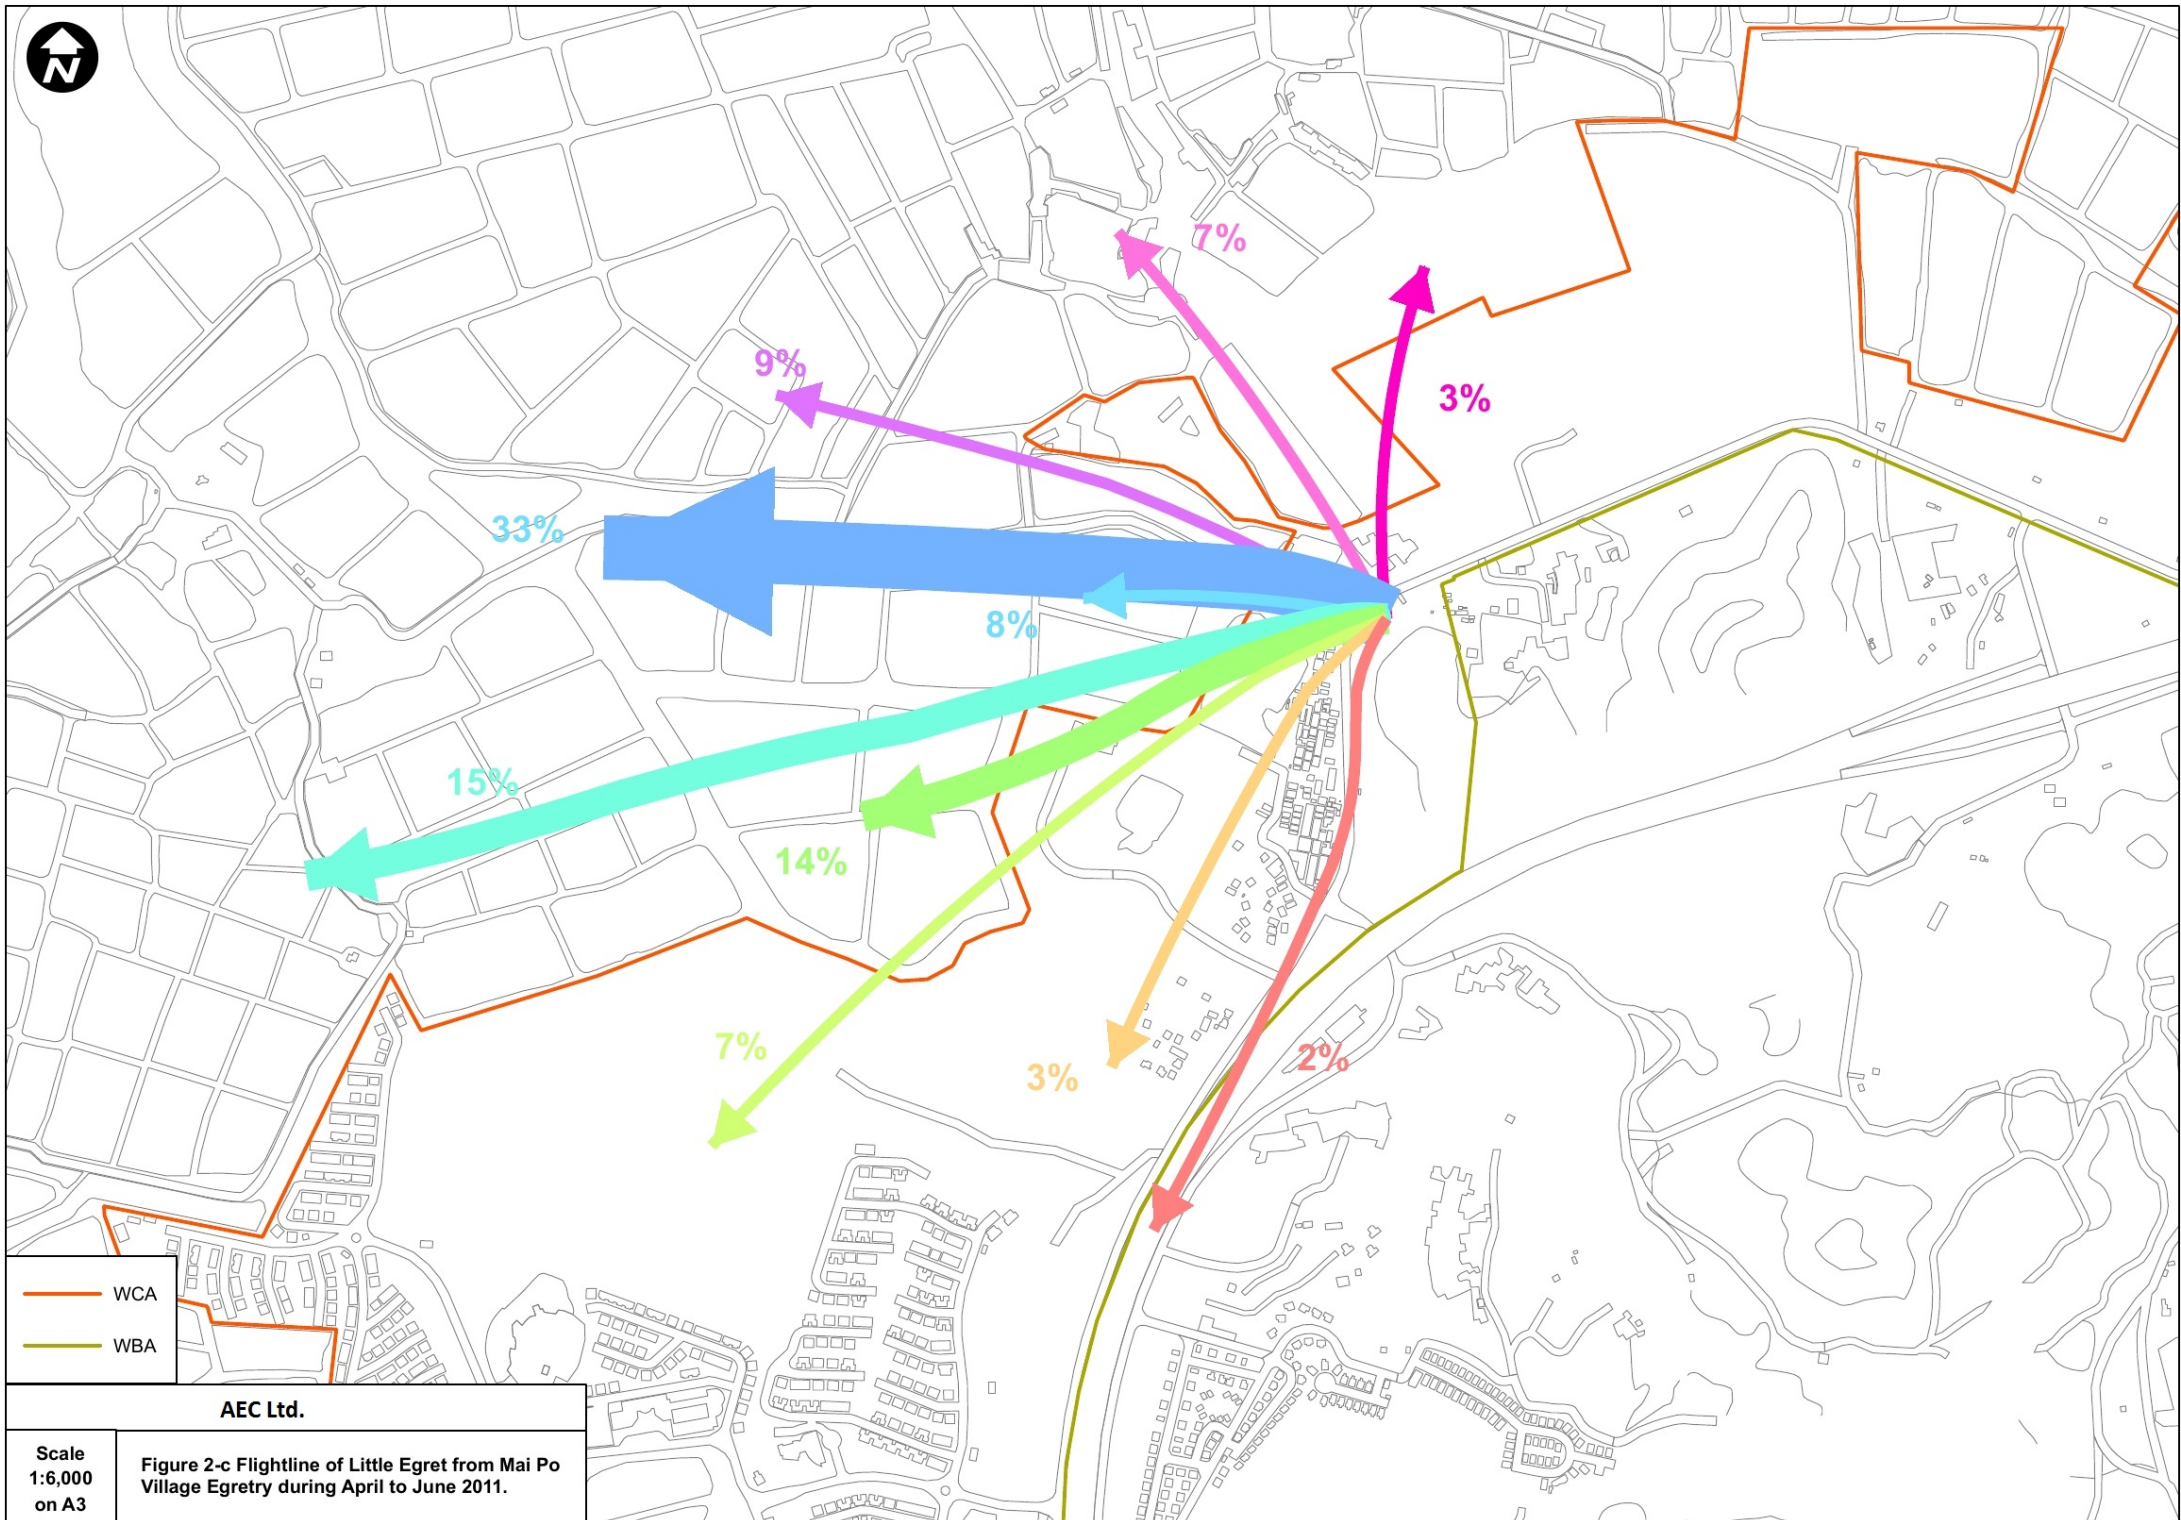 N
7%
9%
3%
33%
8%
15%
14%
7%
3%
2%
WCA
WBA
AEC Ltd.
Scale
1:6,000
on A3
Figure 2-c Flightline of Little Egret from Mai Po
Village Egretry during April to June 2011.